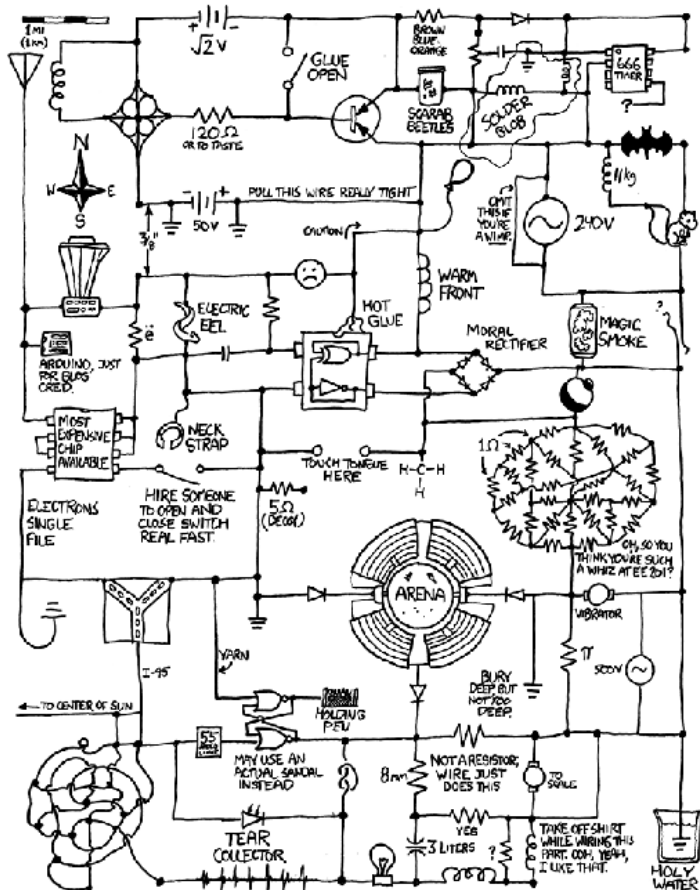 1 MI
(1 KM)
+ -
√2 V
GLUE
OPEN
BROWN
BLUE
ORANGE
666
TIMER
?
120Ω
OR TO TASTE
SCARAB
BEETLES
SOLDER
BLOB
N
W E
S
11kg
- +
50V
PULL THIS WIRE REALLY TIGHT
OMIT
THIS IF
YOU'RE
A WIMP
240V
3/8"
CAUTION
ELECTRIC
EEL
HOT
GLUE
WARM
FRONT
MAGIC
SMOKE
?
8Ω
ARDUINO, JUST
FOR BLOG
CRED.
MORAL
RECTIFIER
MOST
EXPENSIVE
CHIP
AVAILABLE
NECK
STRAP
1Ω
TOUCH TONGUE
HERE
H-C-H
H
HIRE SOMEONE
TO OPEN AND
CLOSE SWITCH
REAL FAST.
5Ω
(DECOY)
ELECTRONS
SINGLE
FILE
OH, SO YOU
THINK YOU'RE SUCH
A WHIZ AT EE 201?
ARENA
VIBRATOR
I-95
YARN
π
500V
BURY
DEEP, BUT
NOT TOO
DEEP.
TO CENTER OF SUN
HOLDING
PEN
MAY USE AN
ACTUAL SANDAL
INSTEAD
NOT A RESISTOR,
WIRE JUST
DOES THIS
8mm
TO
SCALE
TEAR
COLLECTOR
3 LITERS
YES
?
TAKE OFF SHIRT
WHILE WIRING THIS
PART. OOH, YEAH,
I LIKE THAT.
HOLY
WATER